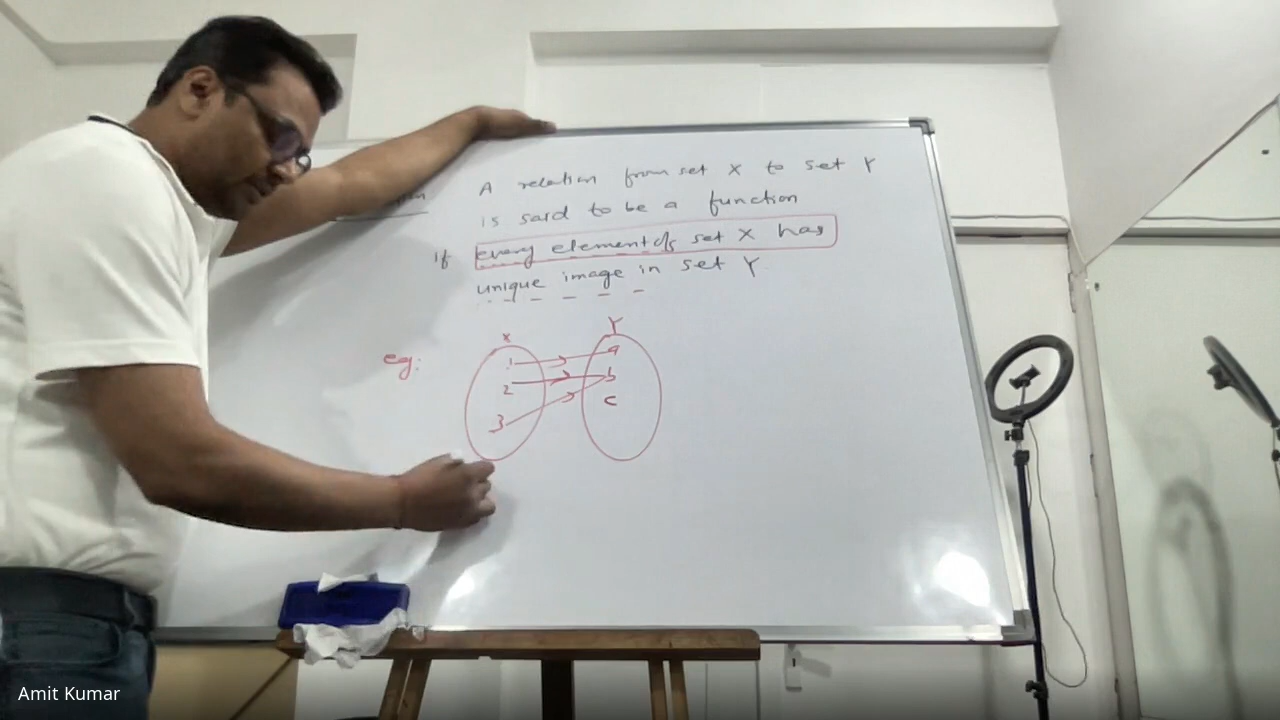 A relation from set X to set Y
is said to be a function
if every element of set X has
unique image in set Y
eg:
X Y
1 a
2 b
3 c
Amit Kumar